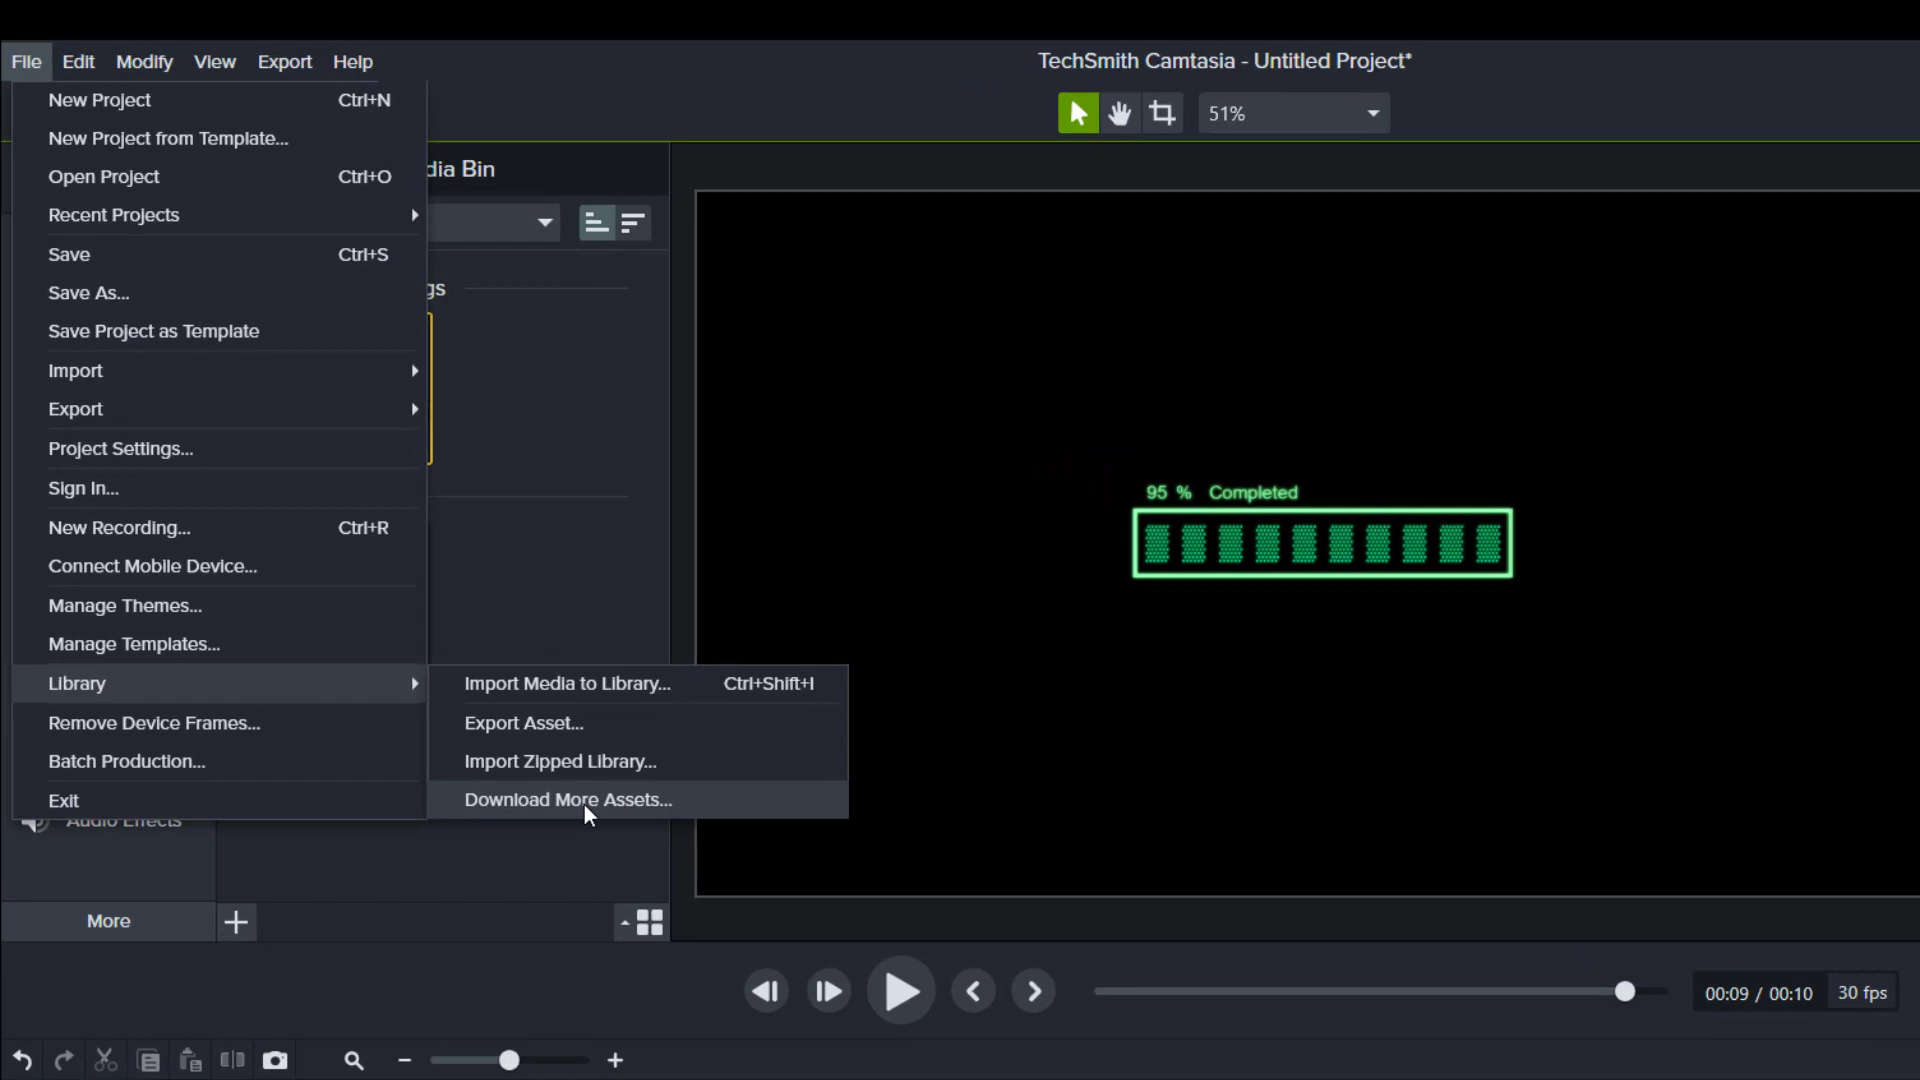 File Edit Modify View Export Help
TechSmith Camtasia - Untitled Project*
51%
New Project Ctrl+N
New Project from Template...
Open Project Ctrl+O
Recent Projects
Save Ctrl+S
Save As...
Save Project as Template
Import
Export
Project Settings...
Sign In...
New Recording... Ctrl+R
Connect Mobile Device...
Manage Themes...
Manage Templates...
Library
Remove Device Frames...
Batch Production...
Exit
dia Bin
gs
Import Media to Library... Ctrl+Shift+I
Export Asset...
Import Zipped Library...
Download More Assets...
95 % Completed
Audio Effects
More
00:09 / 00:10 30 fps